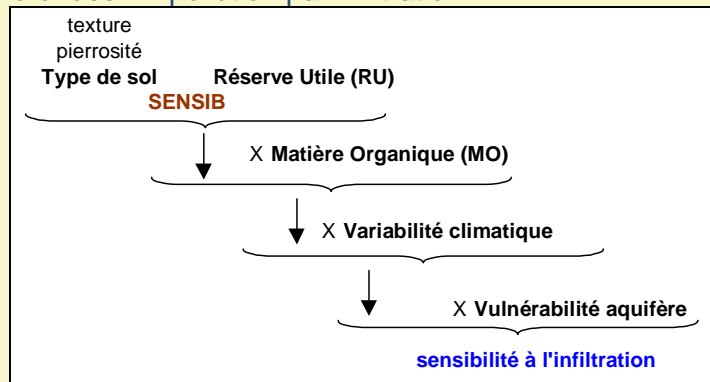 texture
pierrosité
Type de sol Réserve Utile (RU)
SENSIB
X Matière Organique (MO)
X Variabilité climatique
X Vulnérabilité aquifère
sensibilité à l'infiltration